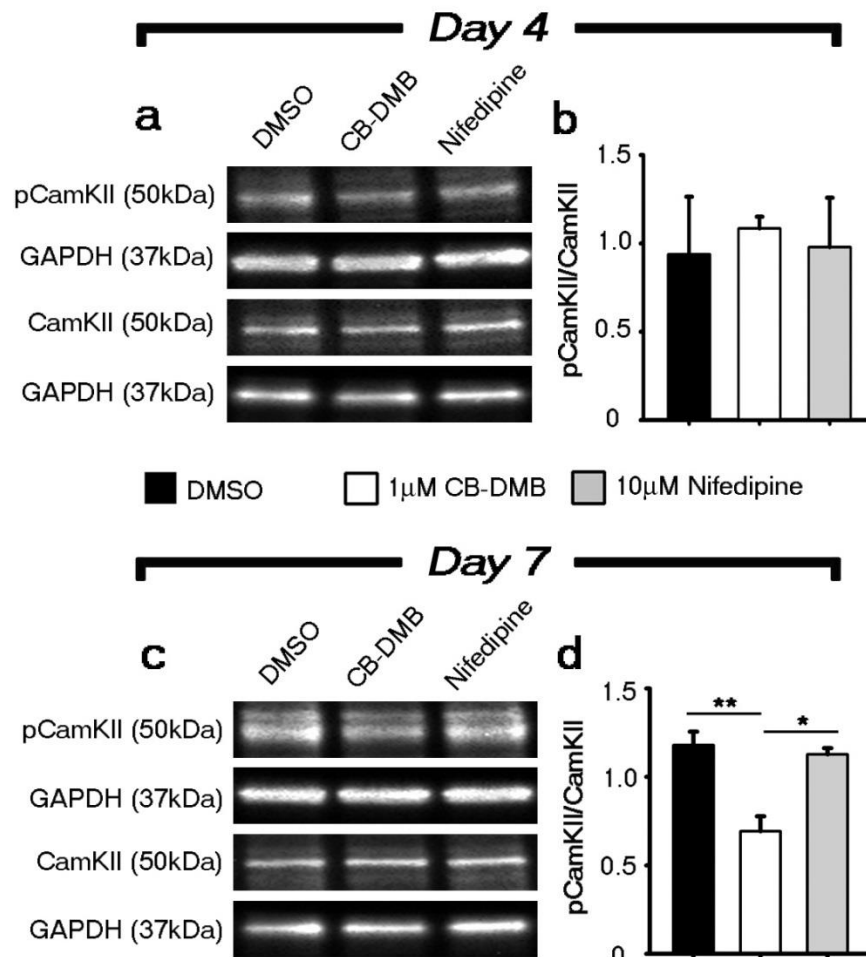 Day 4
a
DMSO
CB-DMB
Nifedipine
pCamKII (50kDa)
GAPDH (37kDa)
CamKII (50kDa)
GAPDH (37kDa)
b
pCamKII/CamKII
1.5
1.0
0.5
0
DMSO
1µM CB-DMB
10µM Nifedipine
Day 7
c
DMSO
CB-DMB
Nifedipine
pCamKII (50kDa)
GAPDH (37kDa)
CamKII (50kDa)
GAPDH (37kDa)
d
pCamKII/CamKII
1.5
1.0
0.5
0
**
*